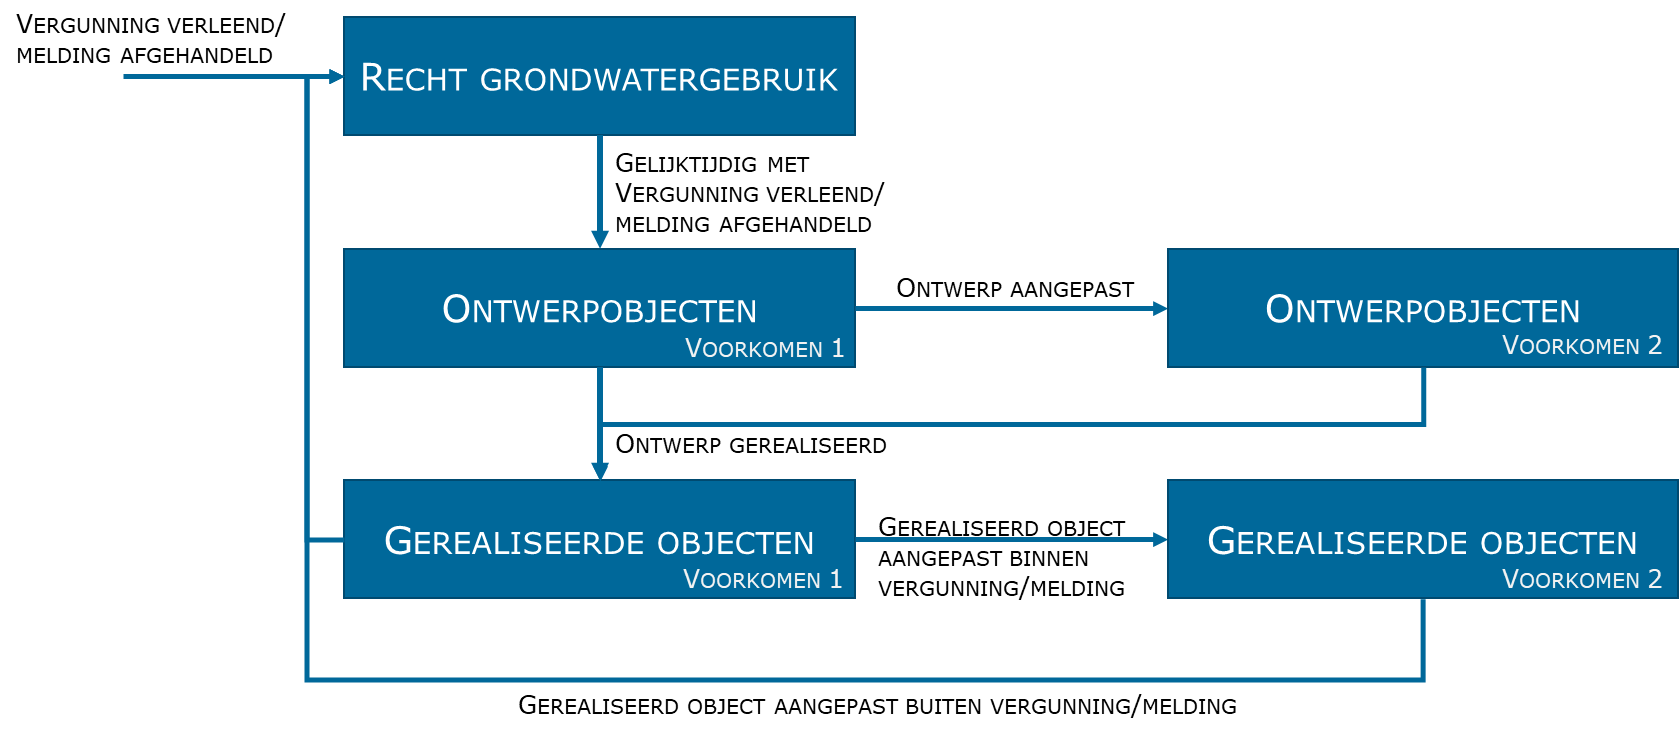 Vergunning verleend/
melding afgehandeld
Recht grondwatergebruik
Gelijktijdig met
Vergunning verleend/
melding afgehandeld
Ontwerpobjecten
Voorkomen 1
Ontwerp aangepast
Ontwerpobjecten
Voorkomen 2
Ontwerp gerealiseerd
Gerealiseerde objecten
Voorkomen 1
Gerealiseerd object
aangepast binnen
vergunning/melding
Gerealiseerde objecten
Voorkomen 2
Gerealiseerd object aangepast buiten vergunning/melding